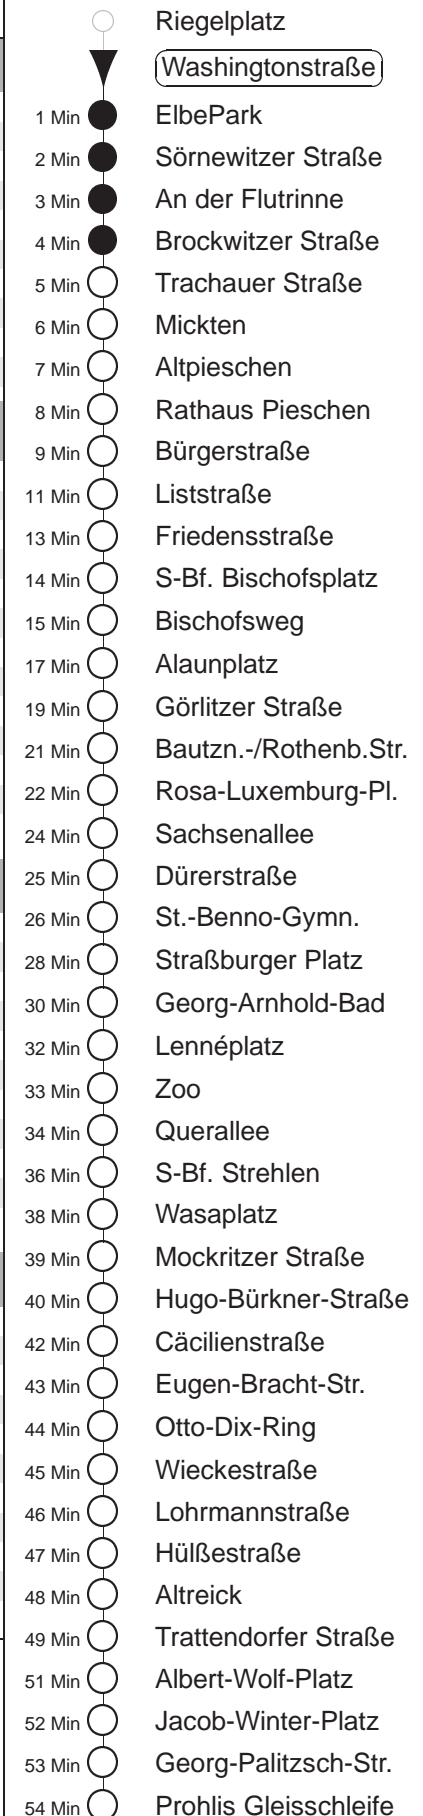 Riegelplatz
Washingtonstraße
1 Min ElbePark
2 Min Sörnewitzer Straße
3 Min An der Flutrinne
4 Min Brockwitzer Straße
5 Min Trachauer Straße
6 Min Mickten
7 Min Altpieschen
8 Min Rathaus Pieschen
9 Min Bürgerstraße
11 Min Liststraße
13 Min Friedensstraße
14 Min S-Bf. Bischofsplatz
15 Min Bischofsweg
17 Min Alaunplatz
19 Min Görlitzer Straße
21 Min Bautzn.-/Rothenb.Str.
22 Min Rosa-Luxemburg-Pl.
24 Min Sachsenallee
25 Min Dürerstraße
26 Min St.-Benno-Gymn.
28 Min Straßburger Platz
30 Min Georg-Arnhold-Bad
32 Min Lennéplatz
33 Min Zoo
34 Min Querallee
36 Min S-Bf. Strehlen
38 Min Wasaplatz
39 Min Mockritzer Straße
40 Min Hugo-Bürkner-Straße
42 Min Cäcilienstraße
43 Min Eugen-Bracht-Str.
44 Min Otto-Dix-Ring
45 Min Wieckestraße
46 Min Lohrmannstraße
47 Min Hülßestraße
48 Min Altreick
49 Min Trattendorfer Straße
51 Min Albert-Wolf-Platz
52 Min Jacob-Winter-Platz
53 Min Georg-Palitzsch-Str.
54 Min Prohlis Gleisschleife